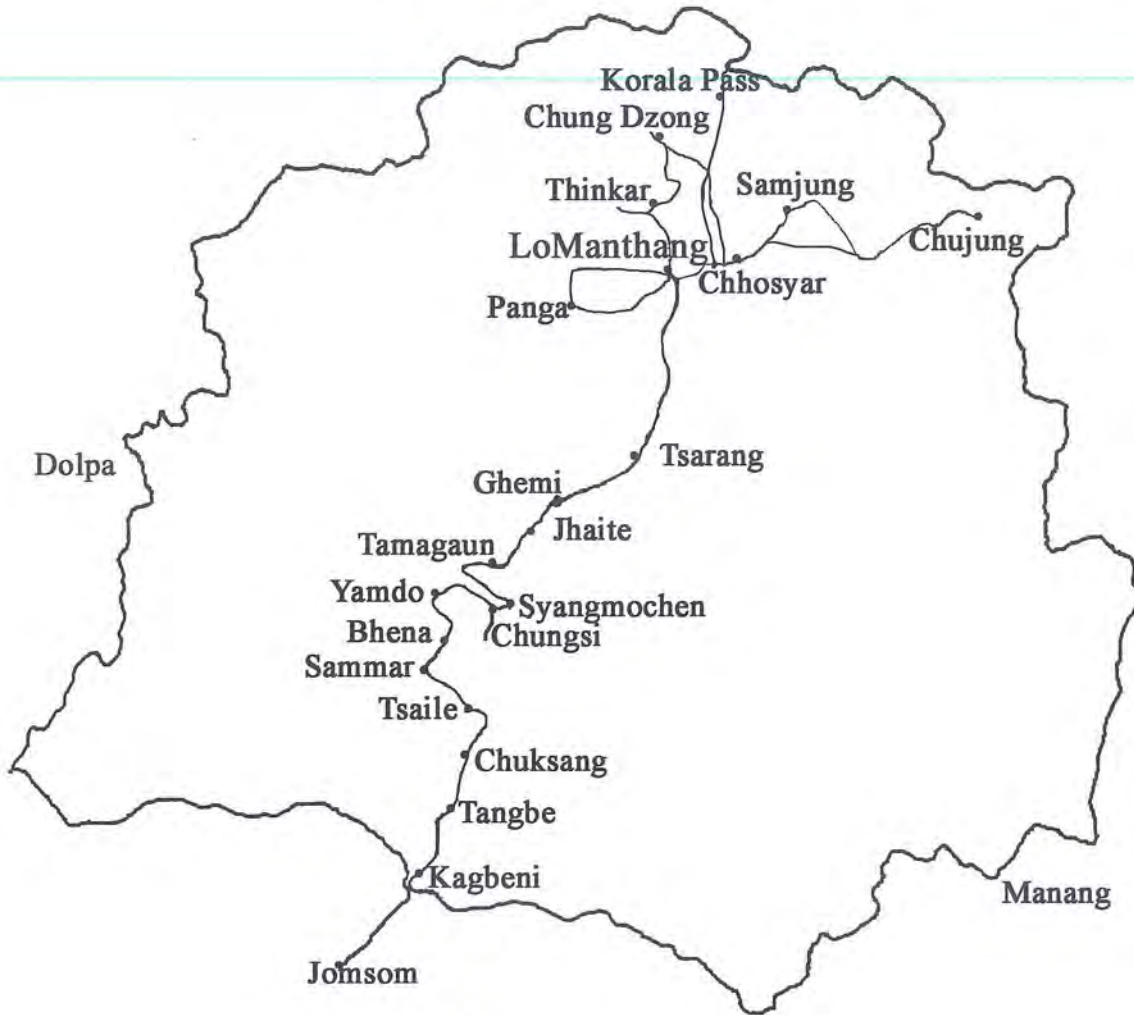 Korala Pass
Chung Dzong
Thinkar
Samjung
LoManthang
Chujung
Chhosyar
Panga
Dolpa
Tsarang
Ghemi
Jhaite
Tamagaun
Yamdo
Syangmochen
Bhena
Chungsi
Sammar
Tsaile
Chuksang
Tangbe
Kagbeni
Manang
Jomsom